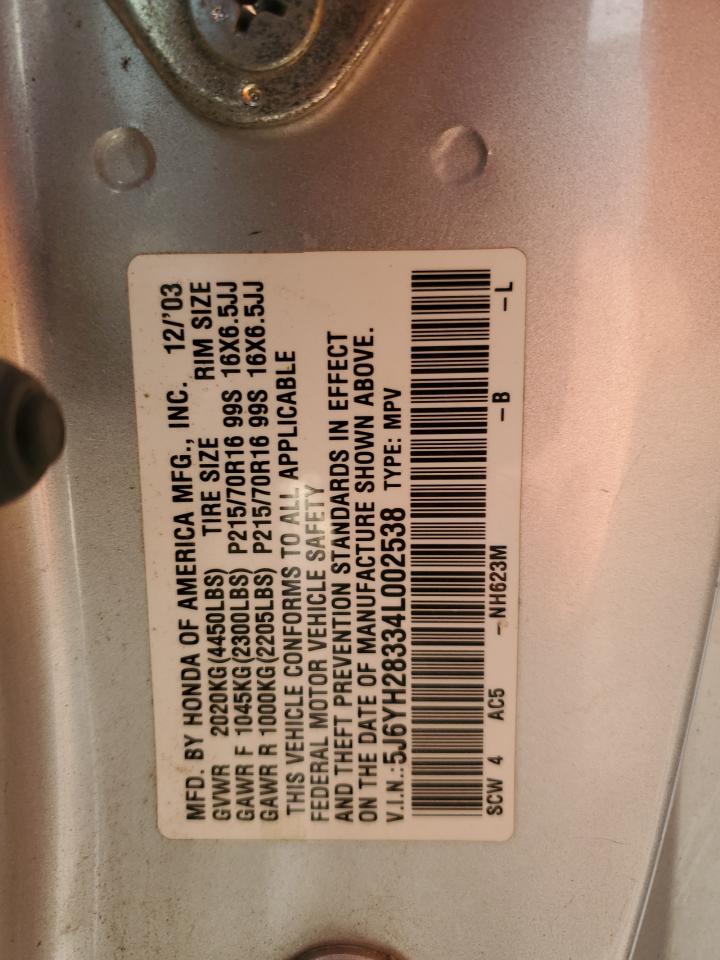 MFD. BY HONDA OF AMERICA MFG., INC. 12/'03
GVWR 2020KG(4450LBS) TIRE SIZE RIM SIZE
GAWR F 1045KG(2300LBS) P215/70R16 99S 16X6.5JJ
GAWR R 1000KG(2205LBS) P215/70R16 99S 16X6.5JJ
THIS VEHICLE CONFORMS TO ALL APPLICABLE
FEDERAL MOTOR VEHICLE SAFETY
AND THEFT PREVENTION STANDARDS IN EFFECT
ON THE DATE OF MANUFACTURE SHOWN ABOVE.
V.I.N.:5J6YH28334L002538 TYPE: MPV
SCW 4 AC5 - NH623M - B - L